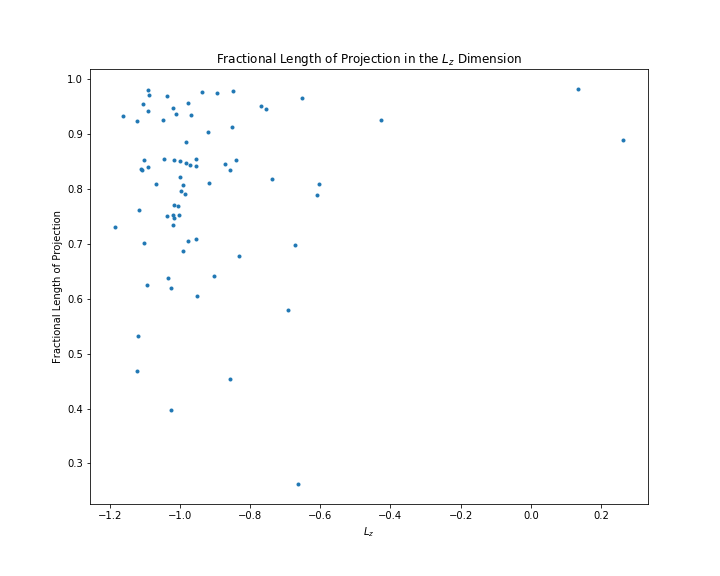 Fractional Length of Projection in the $L_z$ Dimension
Fractional Length of Projection
1.0
0.9
0.8
0.7
0.6
0.5
0.4
0.3
−1.2 −1.0 −0.8 −0.6 −0.4 −0.2 0.0 0.2
$L_z$